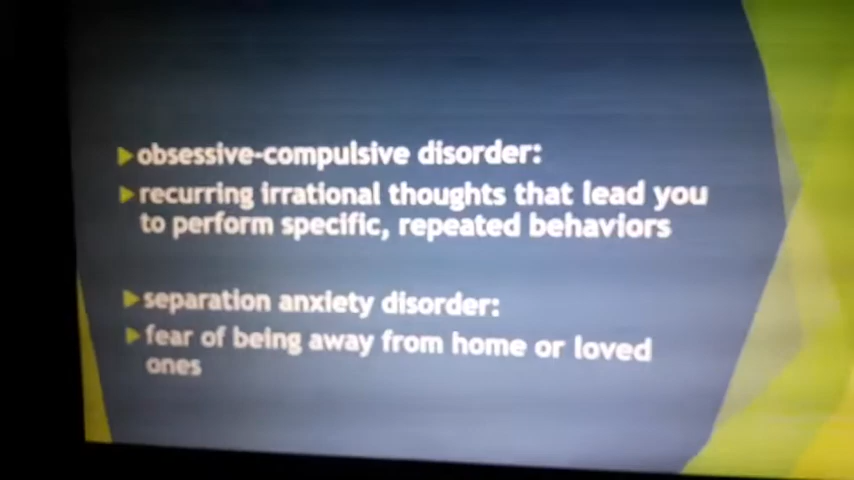 obsessive-compulsive disorder:
recurring irrational thoughts that lead you
to perform specific, repeated behaviors
separation anxiety disorder:
fear of being away from home or loved
ones